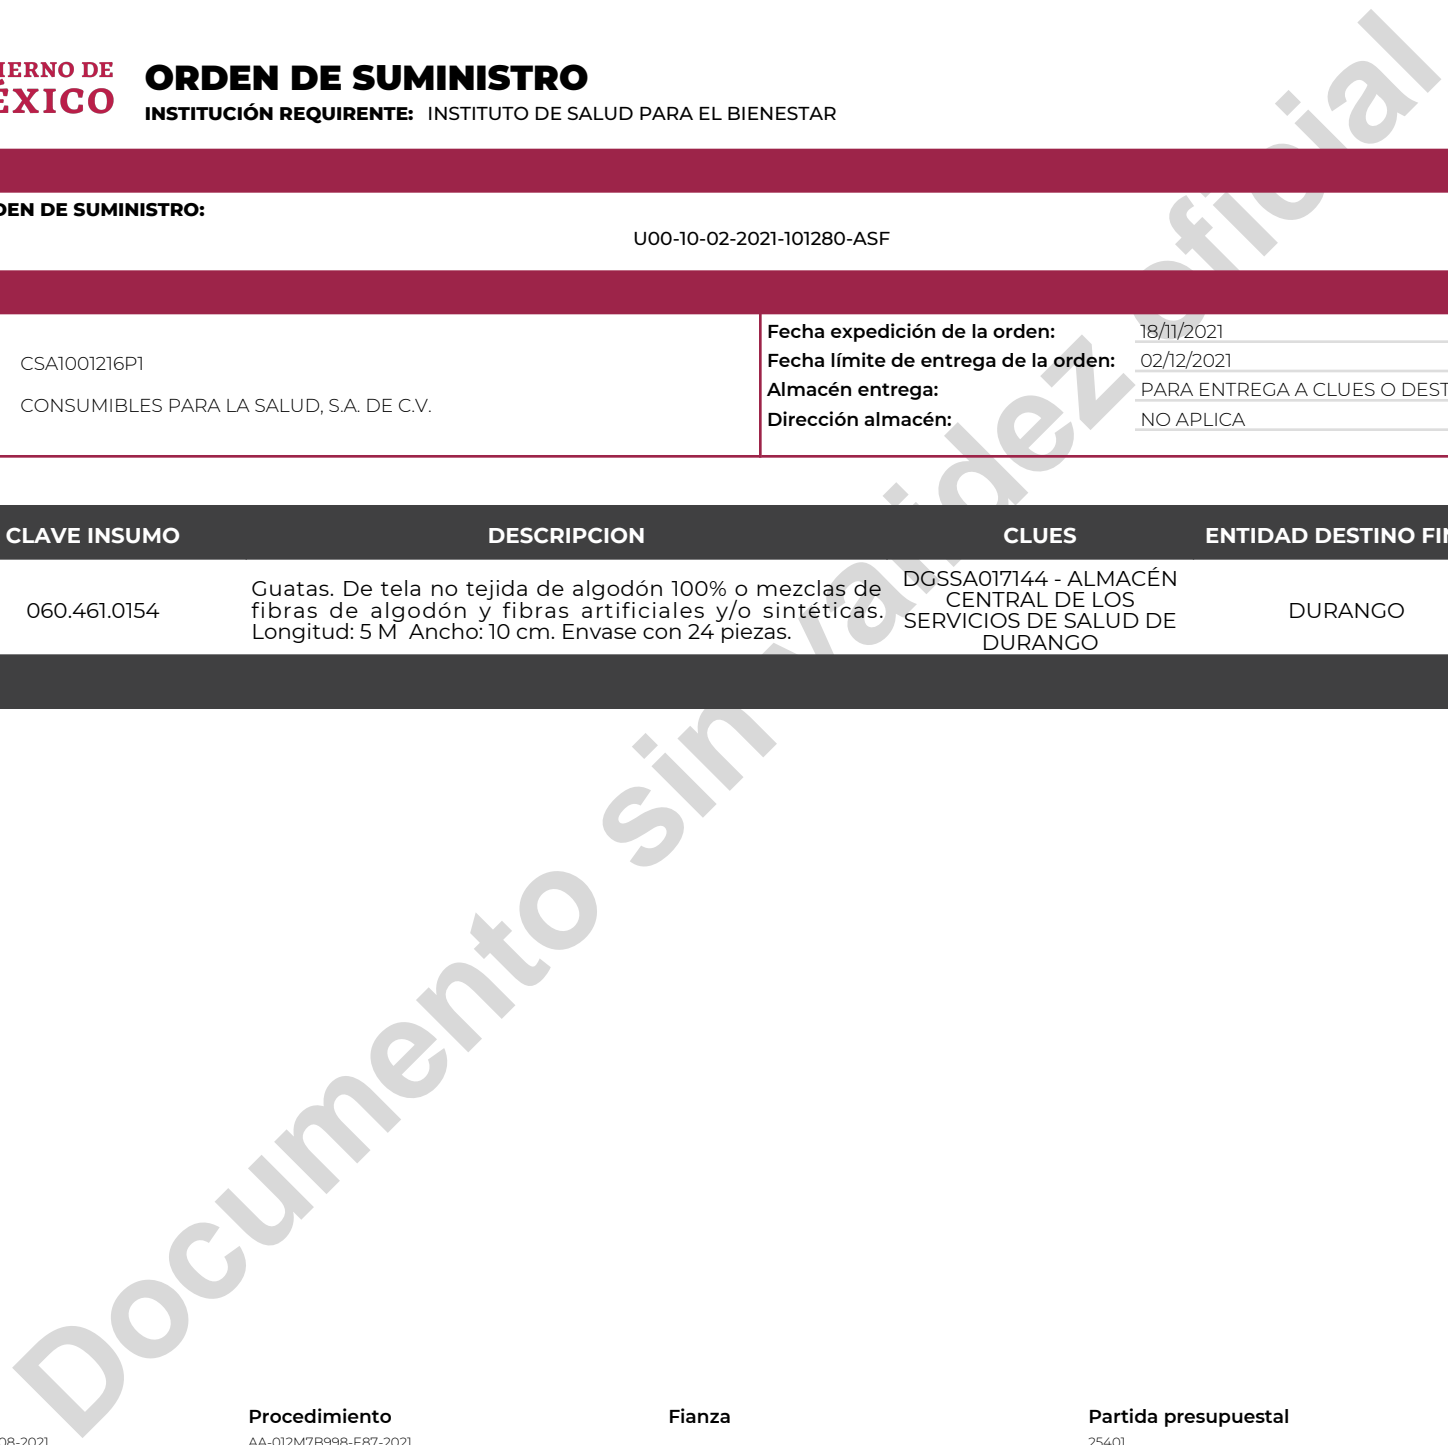 IERNO DE
ÉXICO
ORDEN DE SUMINISTRO
INSTITUCIÓN REQUIRENTE: INSTITUTO DE SALUD PARA EL BIENESTAR
DEN DE SUMINISTRO:
U00-10-02-2021-101280-ASF
CSA1001216P1
CONSUMIBLES PARA LA SALUD, S.A. DE C.V.
Fecha expedición de la orden: 18/11/2021
Fecha límite de entrega de la orden: 02/12/2021
Almacén entrega: PARA ENTREGA A CLUES O DEST
Dirección almacén: NO APLICA
CLAVE INSUMO DESCRIPCION CLUES ENTIDAD DESTINO FIN
060.461.0154
Guatas. De tela no tejida de algodón 100% o mezclas de
fibras de algodón y fibras artificiales y/o sintéticas.
Longitud: 5 M Ancho: 10 cm. Envase con 24 piezas.
DGSSA017144 - ALMACÉN
CENTRAL DE LOS
SERVICIOS DE SALUD DE
DURANGO
DURANGO
Documento sin validez oficial
Procedimiento Fianza Partida presupuestal
08-2021 AA-012M7B998-E87-2021 25401